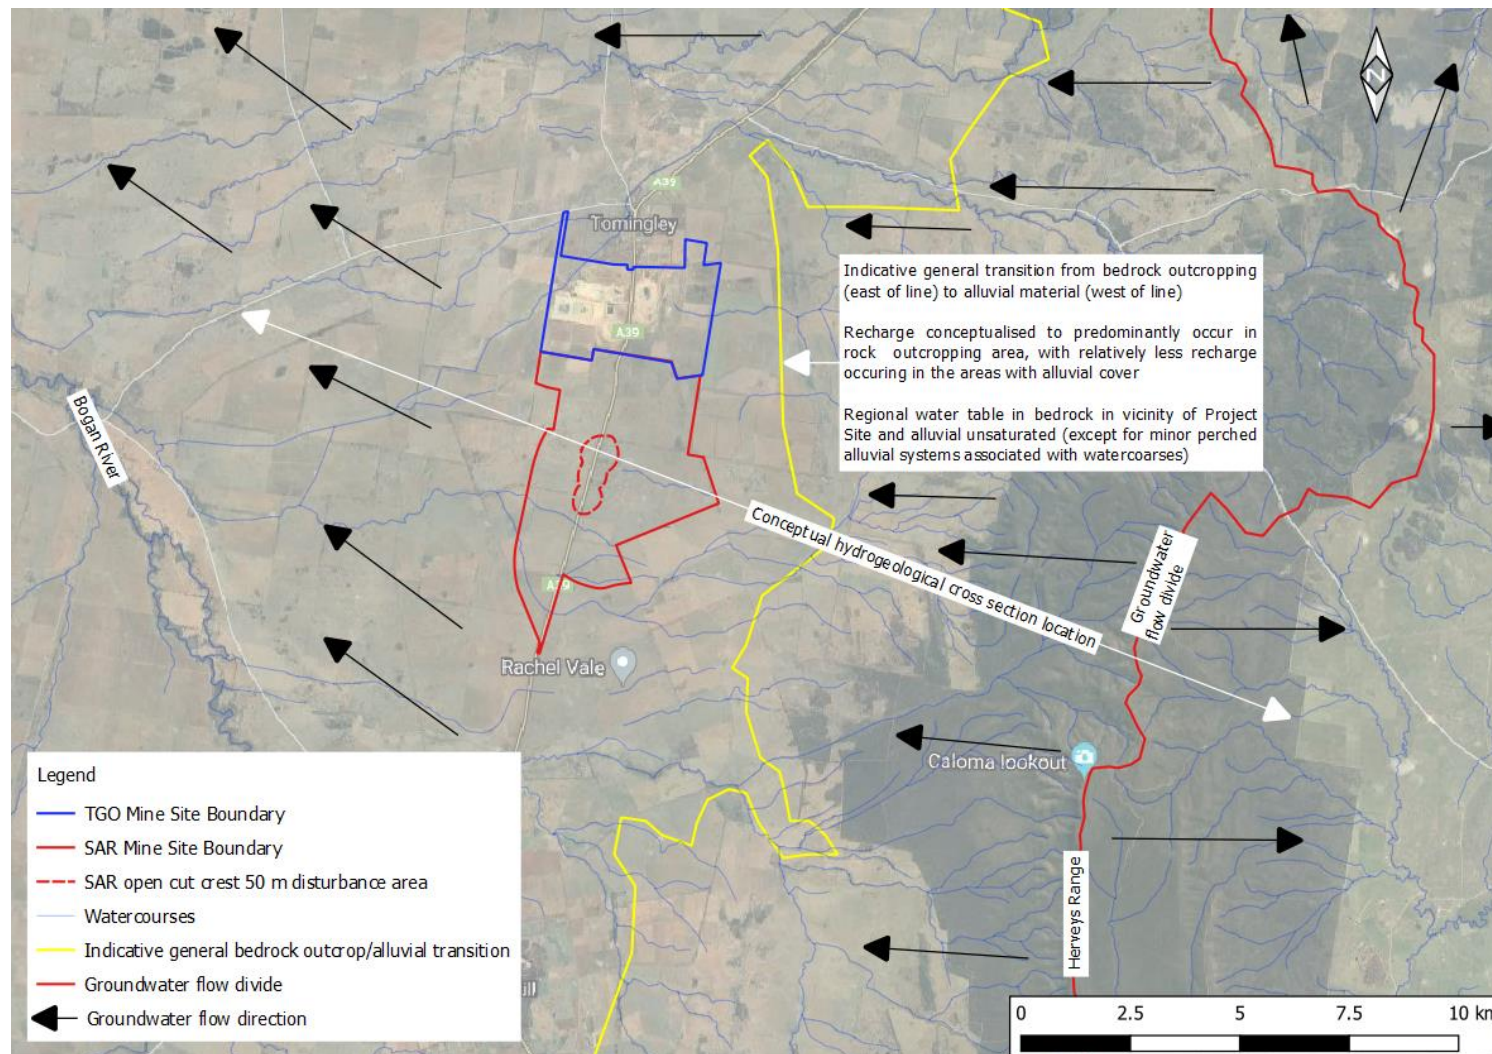 N
A39
Tomingley
Indicative general transition from bedrock outcropping
(east of line) to alluvial material (west of line)
Recharge conceptualised to predominantly occur in
rock outcropping area, with relatively less recharge
occuring in the areas with alluvial cover
Regional water table in bedrock in vicinity of Project
Site and alluvial unsaturated (except for minor perched
alluvial systems associated with watercoarses)
A39
Bogan River
Conceptual hydrogeological cross section location
Groundwater
flow divide
A39
Rachel Vale
Caloma lookout
Herveys Range
Legend
TGO Mine Site Boundary
SAR Mine Site Boundary
SAR open cut crest 50 m disturbance area
Watercourses
Indicative general bedrock outcrop/alluvial transition
Groundwater flow divide
Groundwater flow direction
0 2.5 5 7.5 10 km